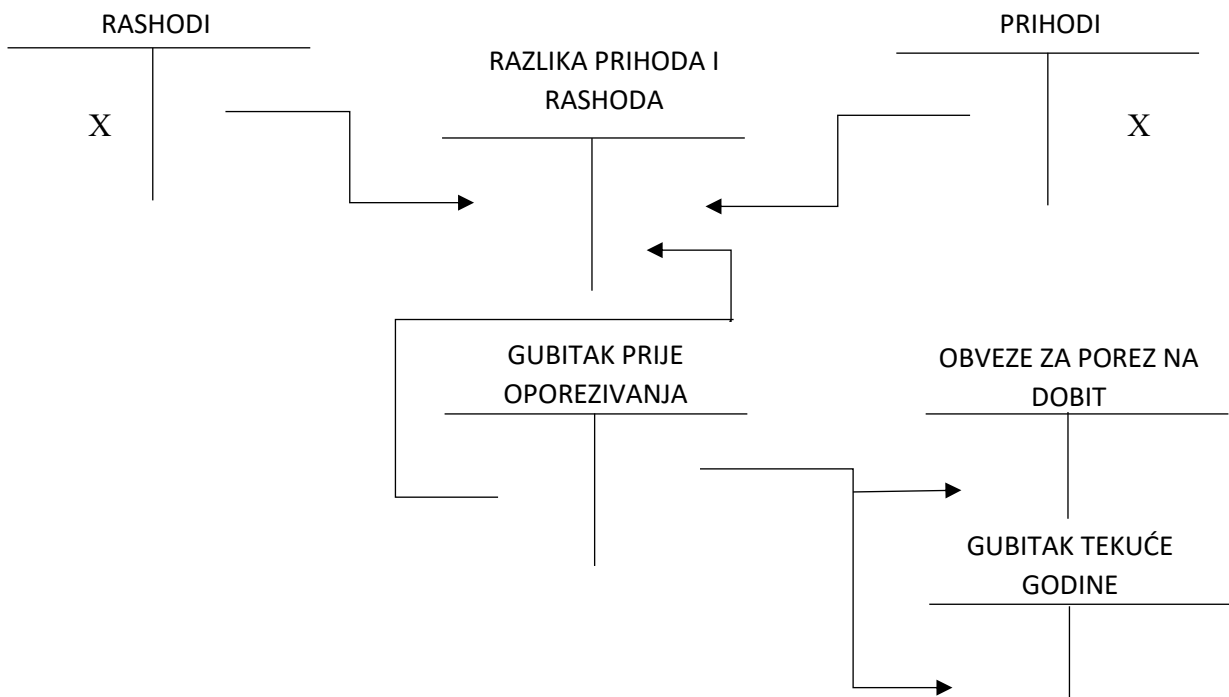 RASHODI
PRIHODI
RAZLIKA PRIHODA I
RASHODA
X
X
GUBITAK PRIJE
OPOREZIVANJA
OBVEZE ZA POREZ NA
DOBIT
GUBITAK TEKUĆE
GODINE